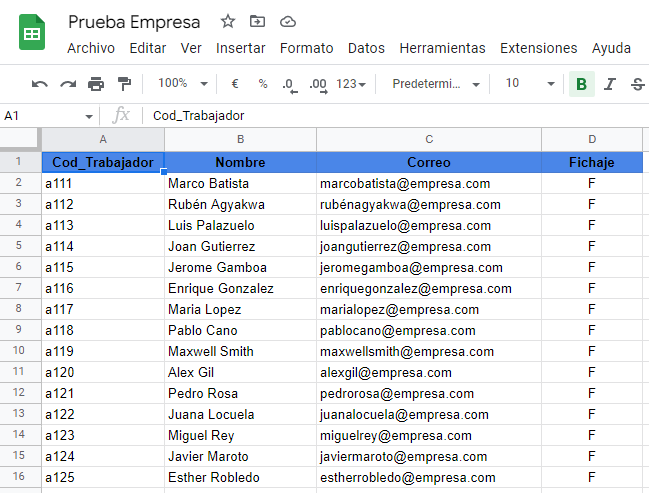 Prueba Empresa
Archivo Editar Ver Insertar Formato Datos Herramientas Extensiones Ayuda
100% € % .0 .00 123 Predetermi... 10 B I S
A1 fx Cod_Trabajador
A B C D
1 Cod_Trabajador Nombre Correo Fichaje
2 a111 Marco Batista marcobatista@empresa.com F
3 a112 Rubén Agyakwa rubénagyakwa@empresa.com F
4 a113 Luis Palazuelo luispalazuelo@empresa.com F
5 a114 Joan Gutierrez joangutierrez@empresa.com F
6 a115 Jerome Gamboa jeromegamboa@empresa.com F
7 a116 Enrique Gonzalez enriquegonzalez@empresa.com F
8 a117 Maria Lopez marialopez@empresa.com F
9 a118 Pablo Cano pablocano@empresa.com F
10 a119 Maxwell Smith maxwellsmith@empresa.com F
11 a120 Alex Gil alexgil@empresa.com F
12 a121 Pedro Rosa pedrorosa@empresa.com F
13 a122 Juana Locuela juanalocuela@empresa.com F
14 a123 Miguel Rey miguelrey@empresa.com F
15 a124 Javier Maroto javiermaroto@empresa.com F
16 a125 Esther Robledo estherrobledo@empresa.com F